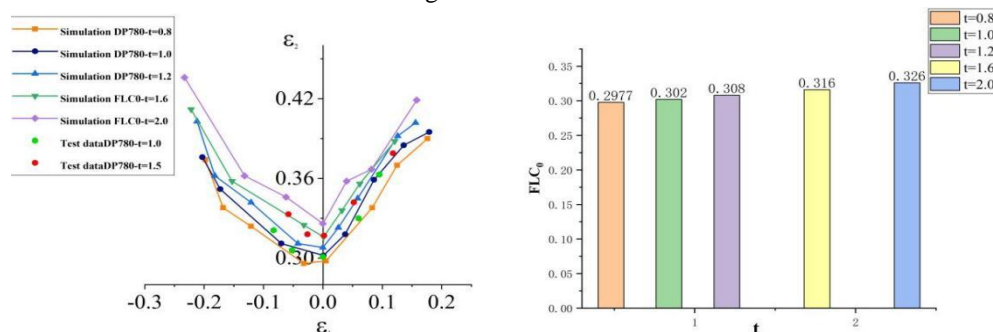 Simulation DP780-t=0.8
Simulation DP780-t=1.0
Simulation DP780-t=1.2
Simulation FLC0-t=1.6
Simulation FLC0-t=2.0
Test dataDP780-t=1.0
Test dataDP780-t=1.5
ε₂
0.42
0.36
0.30
-0.3 -0.2 -0.1 0.0 0.1 0.2
t=0.8
t=1.0
t=1.2
t=1.6
t=2.0
0.2977 0.302 0.308 0.316 0.326
0.35
0.30
0.25
0.20
0.15
0.10
0.05
0.00
FLC₀
1 2
t